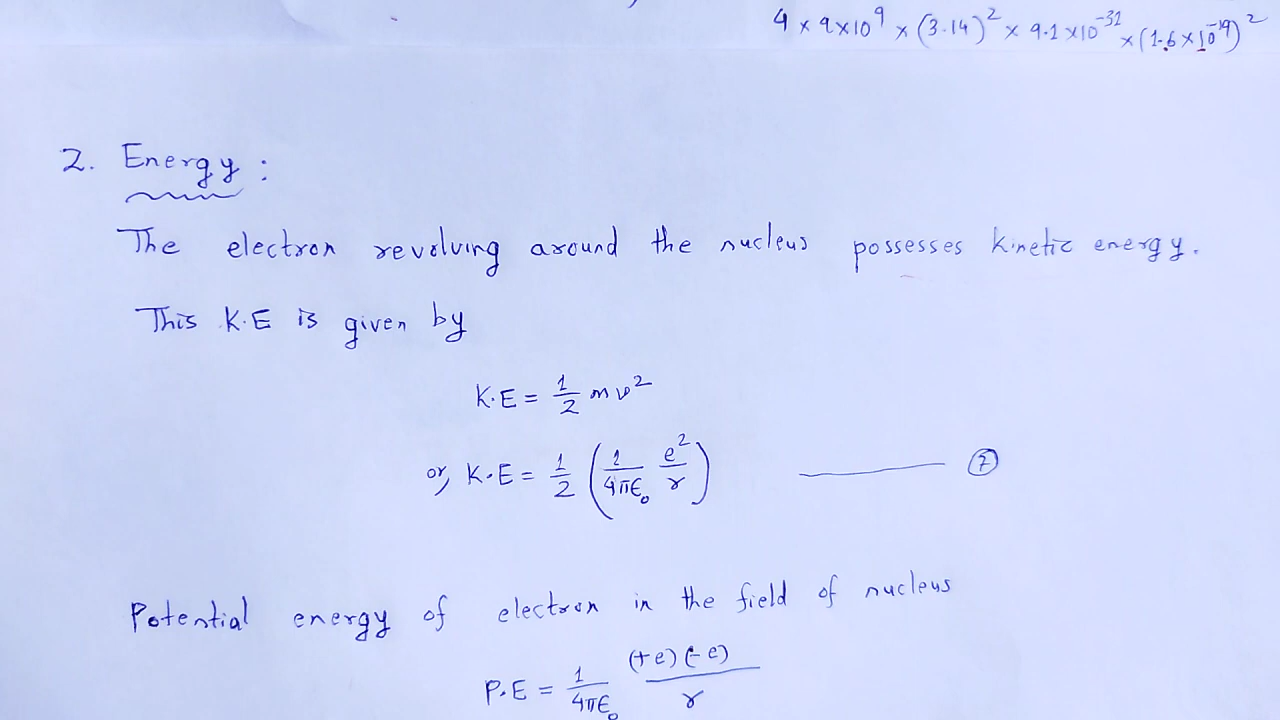 4 × 9×10⁹ × (3.14)² × 9.1×10⁻³¹ × (1.6×10⁻¹⁹)²
2. Energy :
The electron revolving around the nucleus possesses kinetic energy.
This K.E is given by
K.E = 1/2 mv²
or, K.E = 1/2 (1/4πϵ₀ e²/r) ——— ⑦
Potential energy of electron in the field of nucleus
P.E = 1/4πϵ₀ (+e)(-e)/r